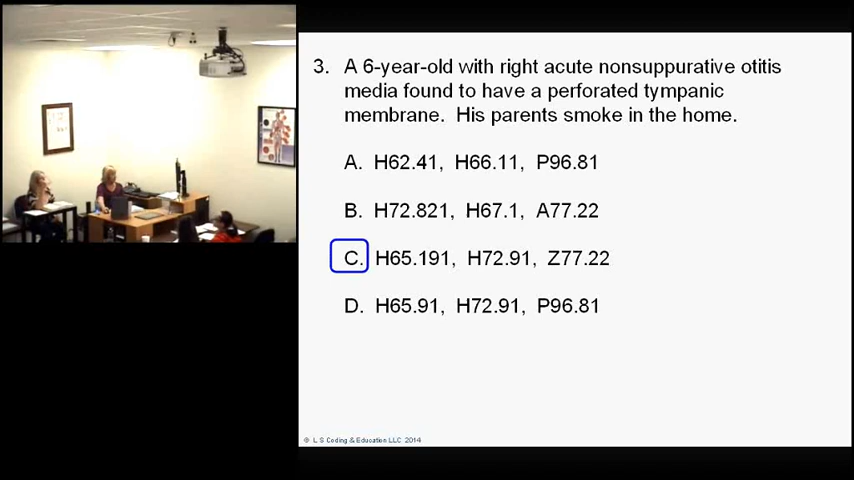 3. A 6-year-old with right acute nonsuppurative otitis
media found to have a perforated tympanic
membrane. His parents smoke in the home.
A. H62.41, H66.11, P96.81
B. H72.821, H67.1, A77.22
C. H65.191, H72.91, Z77.22
D. H65.91, H72.91, P96.81
© L S Coding & Education LLC 2014